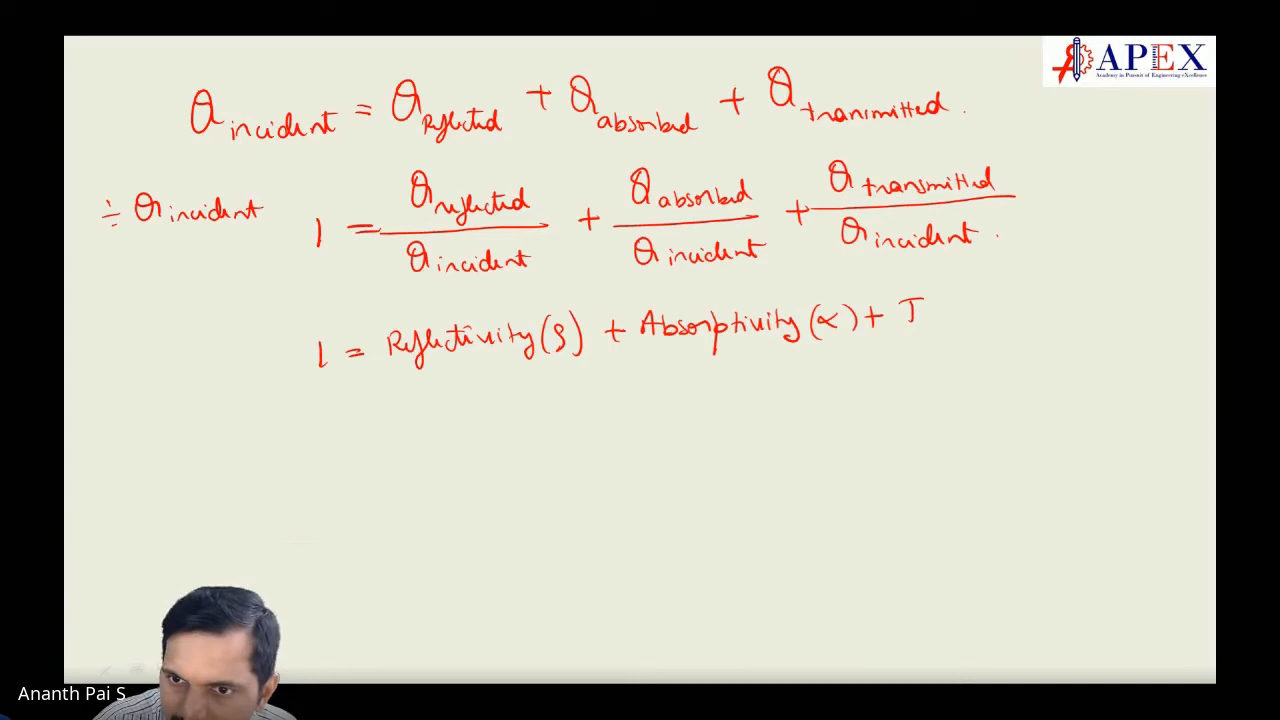 APEX
Academy in Pursuit of Engineering eXcellence
Q incident = Q Reflected + Q absorbed + Q transmitted .
÷ Q incident 1 = Q reflected / Q incident + Q absorbed / Q incident + Q transmitted / Q incident .
1 = Reflectivity (ρ) + Absorptivity (α) + T
Ananth Pai S